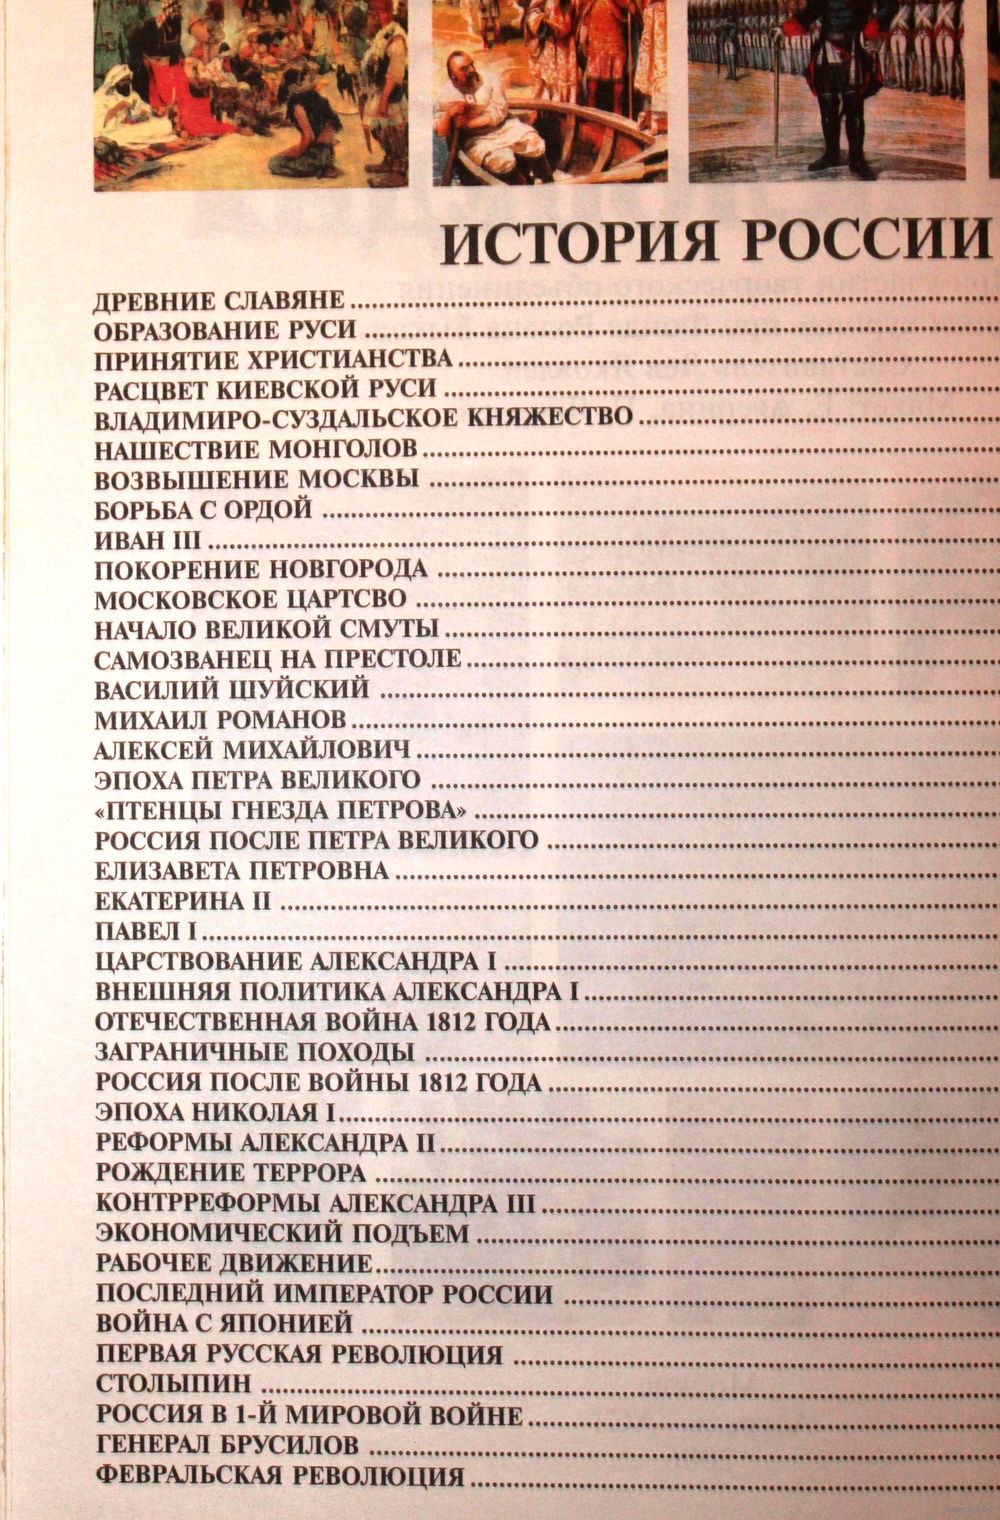 ИСТОРИЯ РОССИИ
ДРЕВНИЕ СЛАВЯНЕ
ОБРАЗОВАНИЕ РУСИ
ПРИНЯТИЕ ХРИСТИАНСТВА
РАСЦВЕТ КИЕВСКОЙ РУСИ
ВЛАДИМИРО-СУЗДАЛЬСКОЕ КНЯЖЕСТВО
НАШЕСТВИЕ МОНГОЛОВ
ВОЗВЫШЕНИЕ МОСКВЫ
БОРЬБА С ОРДОЙ
ИВАН III
ПОКОРЕНИЕ НОВГОРОДА
МОСКОВСКОЕ ЦАРТСВО
НАЧАЛО ВЕЛИКОЙ СМУТЫ
САМОЗВАНЕЦ НА ПРЕСТОЛЕ
ВАСИЛИЙ ШУЙСКИЙ
МИХАИЛ РОМАНОВ
АЛЕКСЕЙ МИХАЙЛОВИЧ
ЭПОХА ПЕТРА ВЕЛИКОГО
«ПТЕНЦЫ ГНЕЗДА ПЕТРОВА»
РОССИЯ ПОСЛЕ ПЕТРА ВЕЛИКОГО
ЕЛИЗАВЕТА ПЕТРОВНА
ЕКАТЕРИНА II
ПАВЕЛ I
ЦАРСТВОВАНИЕ АЛЕКСАНДРА I
ВНЕШНЯЯ ПОЛИТИКА АЛЕКСАНДРА I
ОТЕЧЕСТВЕННАЯ ВОЙНА 1812 ГОДА
ЗАГРАНИЧНЫЕ ПОХОДЫ
РОССИЯ ПОСЛЕ ВОЙНЫ 1812 ГОДА
ЭПОХА НИКОЛАЯ I
РЕФОРМЫ АЛЕКСАНДРА II
РОЖДЕНИЕ ТЕРРОРА
КОНТРРЕФОРМЫ АЛЕКСАНДРА III
ЭКОНОМИЧЕСКИЙ ПОДЪЕМ
РАБОЧЕЕ ДВИЖЕНИЕ
ПОСЛЕДНИЙ ИМПЕРАТОР РОССИИ
ВОЙНА С ЯПОНИЕЙ
ПЕРВАЯ РУССКАЯ РЕВОЛЮЦИЯ
СТОЛЫПИН
РОССИЯ В 1-Й МИРОВОЙ ВОЙНЕ
ГЕНЕРАЛ БРУСИЛОВ
ФЕВРАЛЬСКАЯ РЕВОЛЮЦИЯ